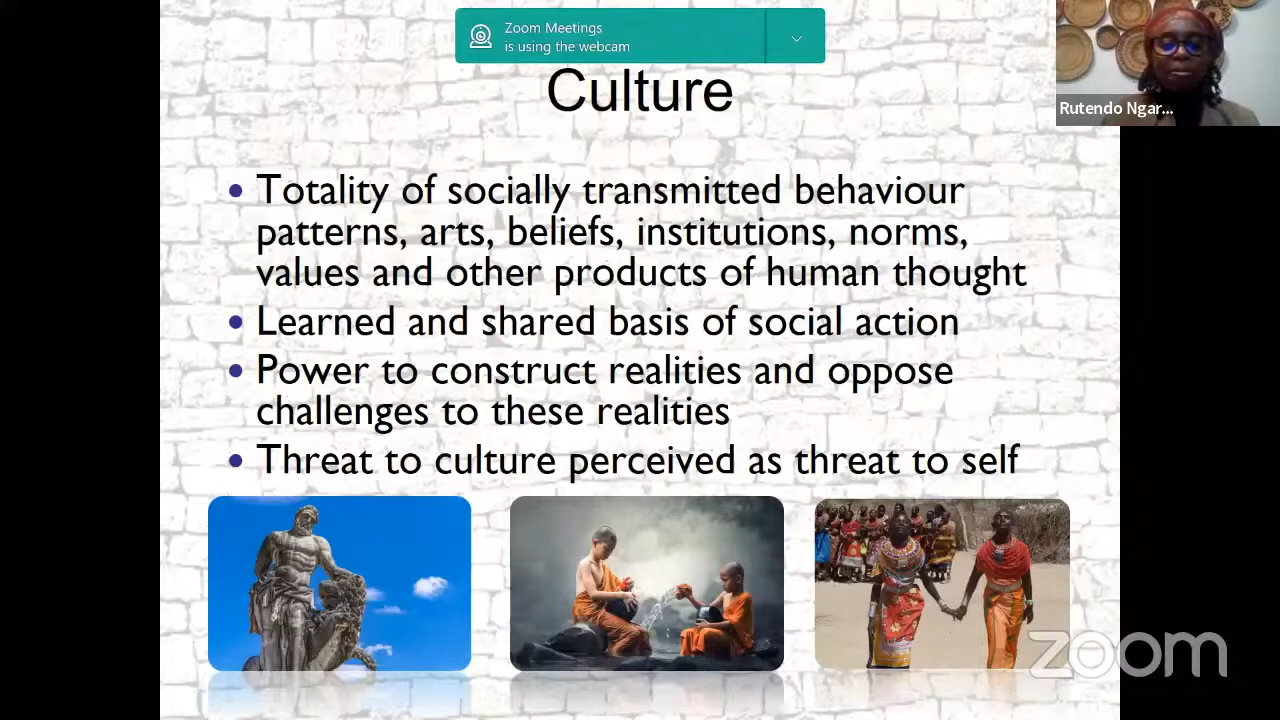 Zoom Meetings
is using the webcam
Culture
Rutendo Ngar...
• Totality of socially transmitted behaviour
patterns, arts, beliefs, institutions, norms,
values and other products of human thought
• Learned and shared basis of social action
• Power to construct realities and oppose
challenges to these realities
• Threat to culture perceived as threat to self
zoom